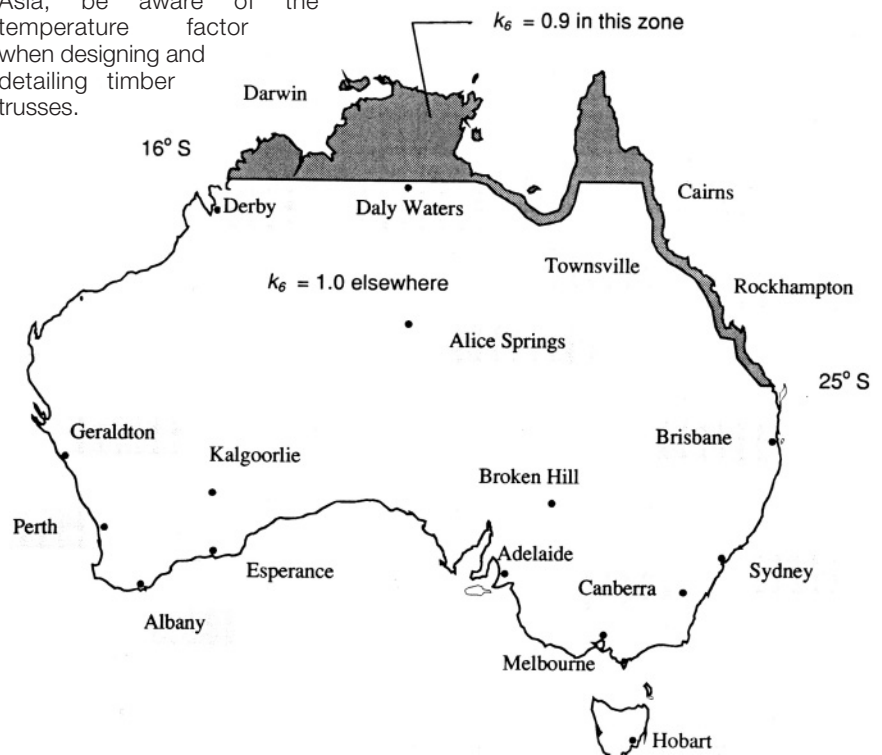 Asia, be aware of the
temperature factor
when designing and
detailing timber
trusses.
k6 = 0.9 in this zone
Darwin
16° S
Cairns
Derby
Daly Waters
Townsville
k6 = 1.0 elsewhere
Rockhampton
Alice Springs
25° S
Geraldton
Brisbane
Kalgoorlie
Broken Hill
Perth
Adelaide
Sydney
Esperance
Canberra
Albany
Melbourne
Hobart